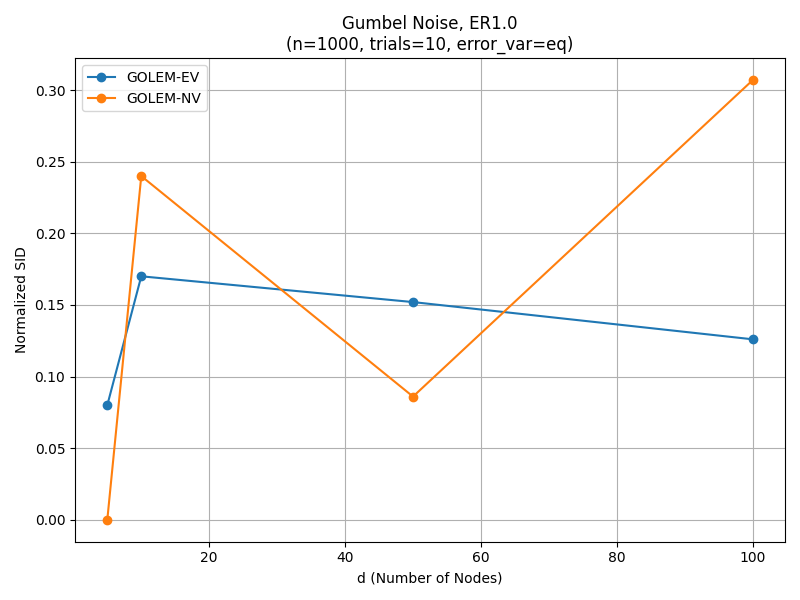 Gumbel Noise, ER1.0
(n=1000, trials=10, error_var=eq)
GOLEM-EV
GOLEM-NV
Normalized SID
0.30
0.25
0.20
0.15
0.10
0.05
0.00
20 40 60 80 100
d (Number of Nodes)